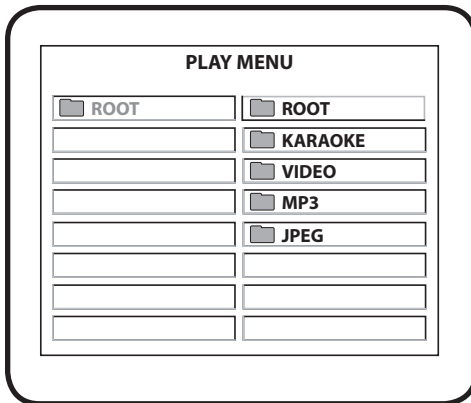 PLAY MENU
ROOT ROOT
KARAOKE
VIDEO
MP3
JPEG